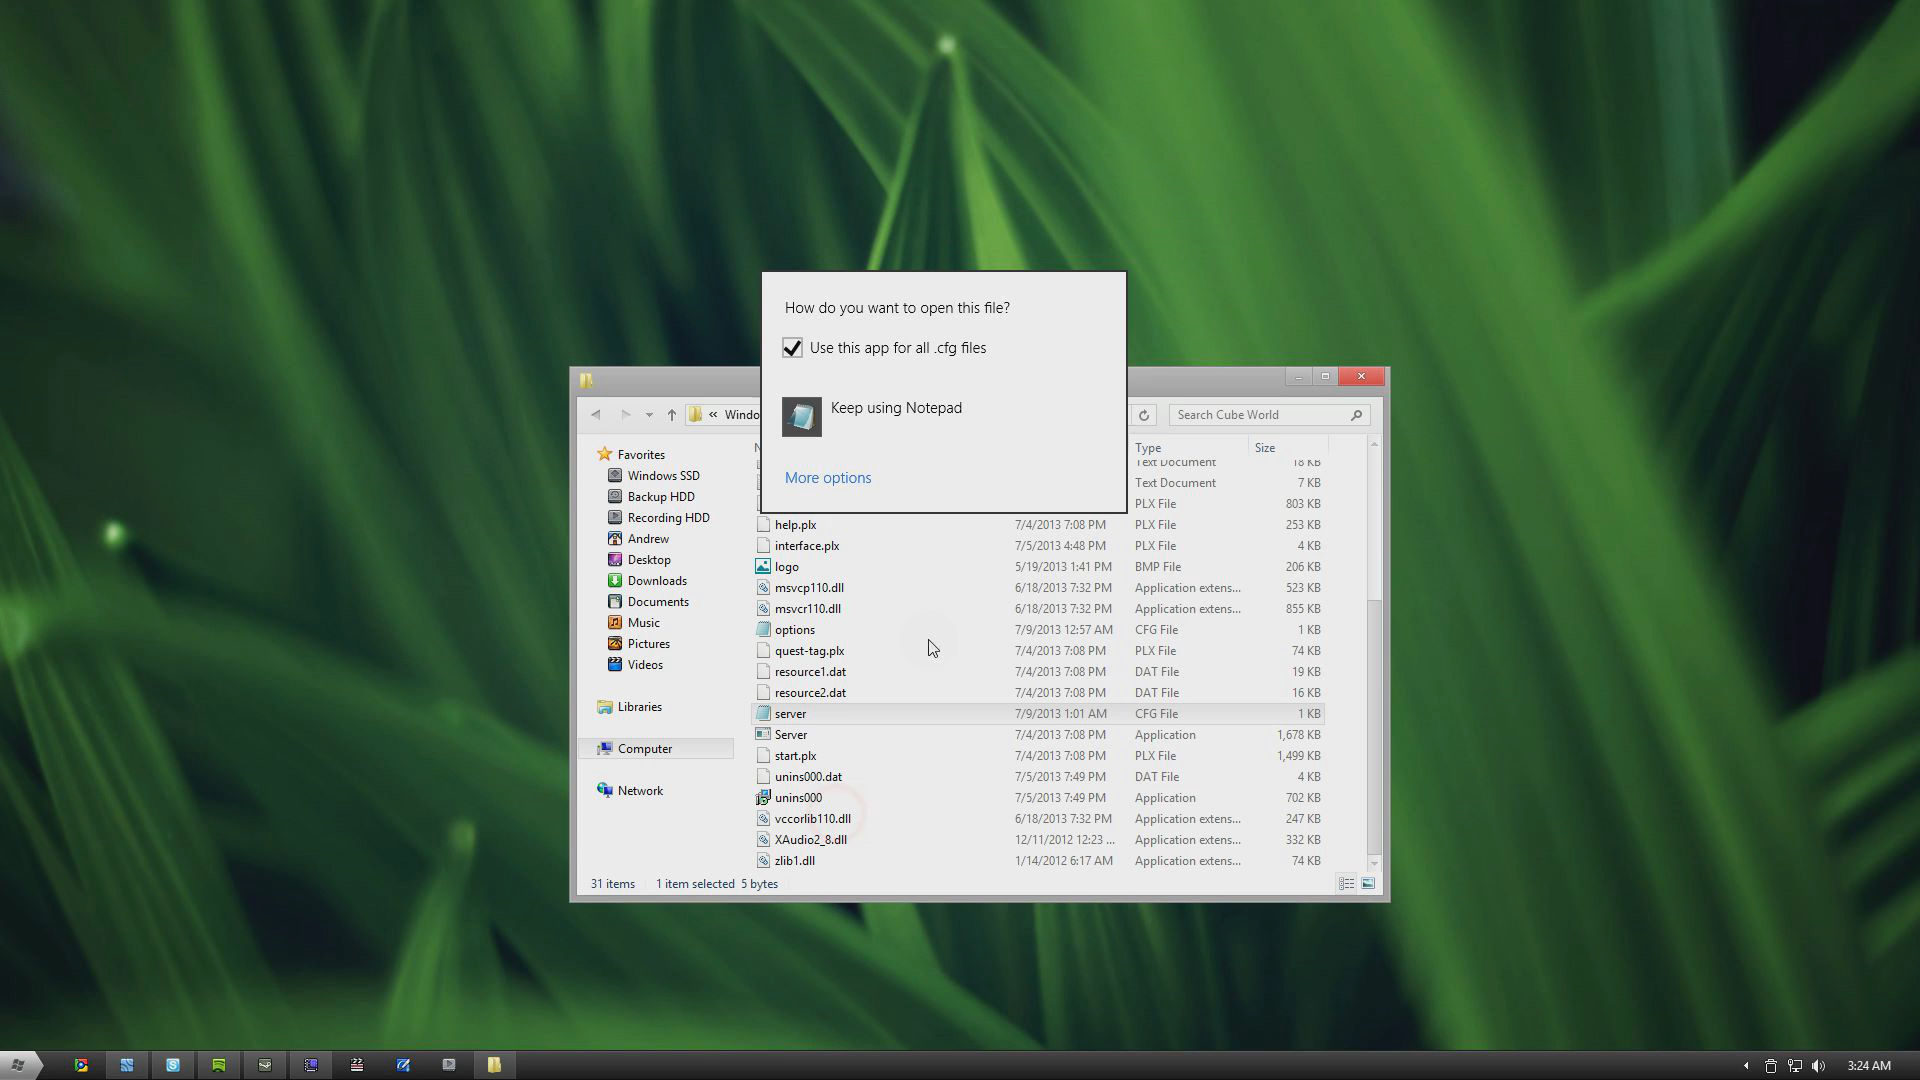 How do you want to open this file?
Use this app for all .cfg files
Keep using Notepad
More options
« Windo
Search Cube World
Type Size
Favorites
Windows SSD
Backup HDD
Recording HDD
Andrew
Desktop
Downloads
Documents
Music
Pictures
Videos
Libraries
Computer
Network
Text Document 18 KB
Text Document 7 KB
PLX File 803 KB
help.plx 7/4/2013 7:08 PM PLX File 253 KB
interface.plx 7/5/2013 4:48 PM PLX File 4 KB
logo 5/19/2013 1:41 PM BMP File 206 KB
msvcp110.dll 6/18/2013 7:32 PM Application extens... 523 KB
msvcr110.dll 6/18/2013 7:32 PM Application extens... 855 KB
options 7/9/2013 12:57 AM CFG File 1 KB
quest-tag.plx 7/4/2013 7:08 PM PLX File 74 KB
resource1.dat 7/4/2013 7:08 PM DAT File 19 KB
resource2.dat 7/4/2013 7:08 PM DAT File 16 KB
server 7/9/2013 1:01 AM CFG File 1 KB
Server 7/4/2013 7:08 PM Application 1,678 KB
start.plx 7/4/2013 7:08 PM PLX File 1,499 KB
unins000.dat 7/5/2013 7:49 PM DAT File 4 KB
unins000 7/5/2013 7:49 PM Application 702 KB
vccorlib110.dll 6/18/2013 7:32 PM Application extens... 247 KB
XAudio2_8.dll 12/11/2012 12:23 ... Application extens... 332 KB
zlib1.dll 1/14/2012 6:17 AM Application extens... 74 KB
31 items 1 item selected 5 bytes
3:24 AM